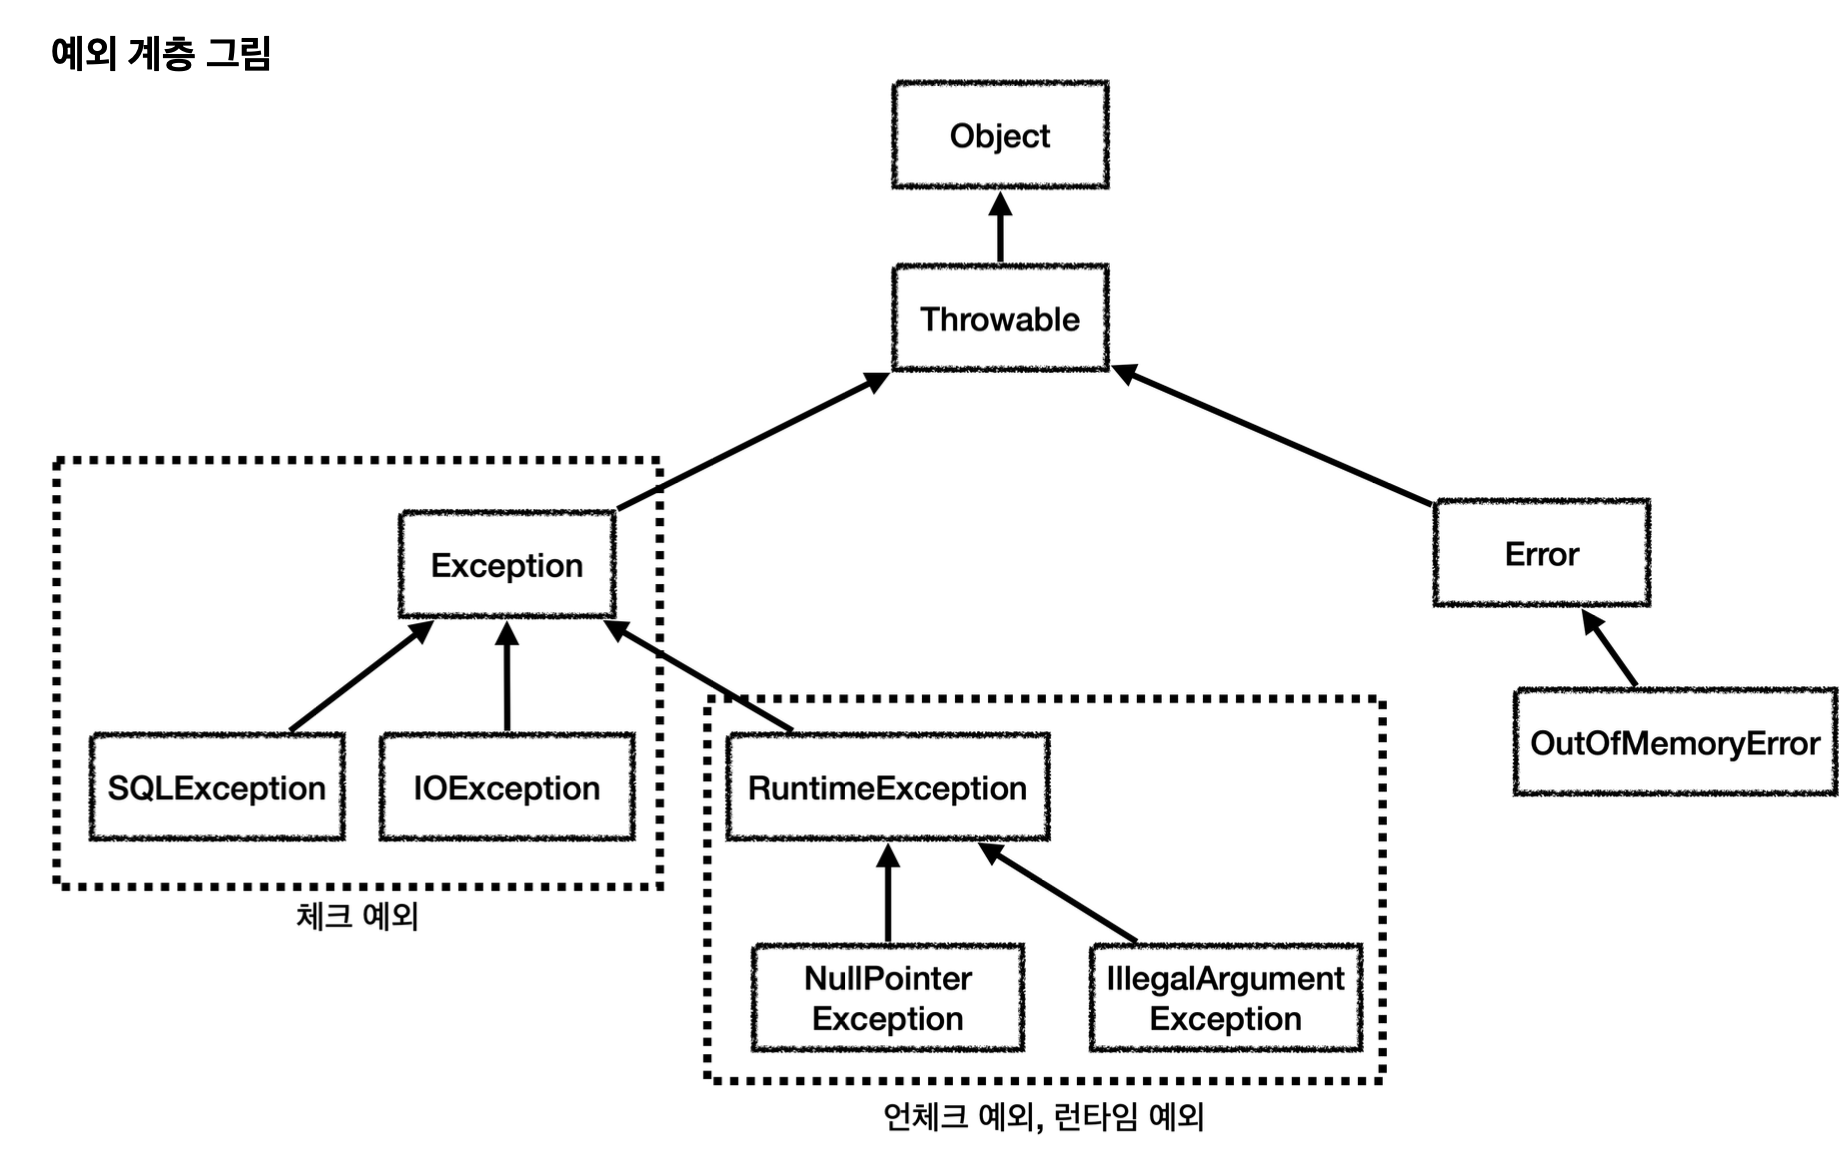 예외 계층 그림
Object
Throwable
Exception
Error
SQLException
IOException
RuntimeException
OutOfMemoryError
체크 예외
NullPointer
Exception
IllegalArgument
Exception
언체크 예외, 런타임 예외